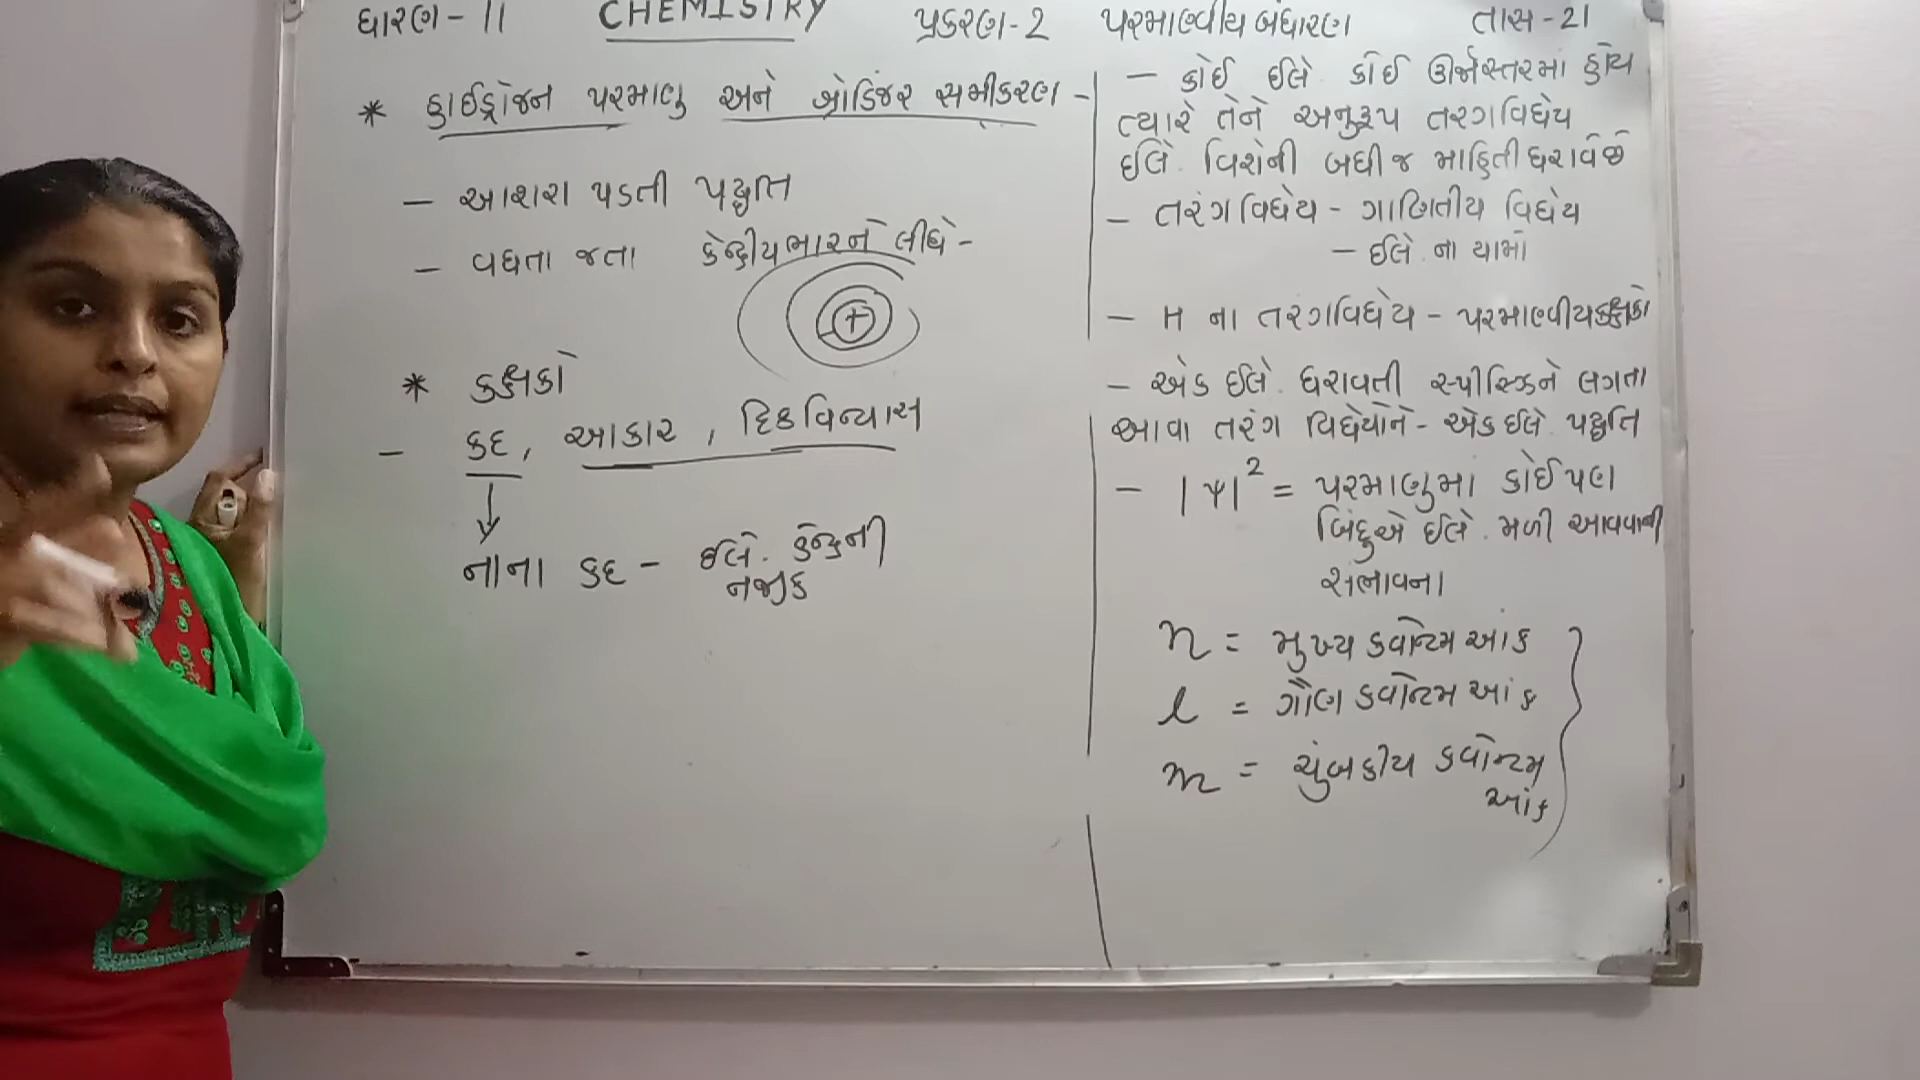 ધોરણ - 11 CHEMISTRY પ્રકરણ-2 પરમાણ્વીય બંધારણ તાસ - 21
* હાઈડ્રોજન પરમાણુ અને શ્રોડિંજર સમીકરણ -
- આશરા પડતી પદ્ધતિ
- વધતા જતા કેન્દ્રીયભારને લીધે -
+
* કક્ષકો
- કદ, આકાર, દિક્વિન્યાસ
નાના કદ - ઈલે. કેન્દ્રની
નજીક
- કોઈ ઈલે. કોઈ ઊર્જાસ્તરમાં હોય
ત્યારે તેને અનુરૂપ તરંગવિધેય
ઈલે. વિશેની બધી જ માહિતી ધરાવે છે
- તરંગવિધેય - ગાણિતીય વિધેય
- ઈલે. ના યામો
- H ના તરંગવિધેય - પરમાણ્વીયકક્ષકો
- એક ઈલે. ધરાવતી સ્પીસિઝને લગતા
આવા તરંગ વિધેયોને - એક ઈલે. પદ્ધતિ
- |ψ|² = પરમાણુમાં કોઈપણ
બિંદુએ ઈલે. મળી આવવાની
સંભાવના
n = મુખ્ય ક્વોન્ટમ આંક
l = ગૌણ ક્વોન્ટમ આંક
m = ચુંબકીય ક્વોન્ટમ
આંક